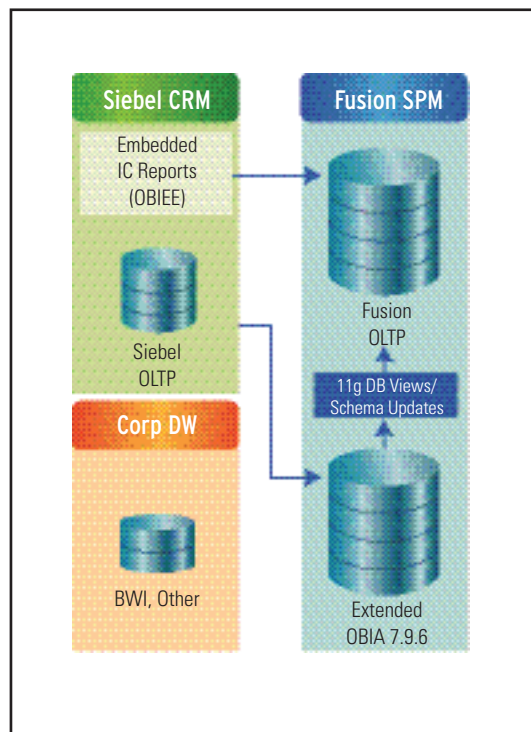 Siebel CRM
Embedded
IC Reports
(OBIEE)
Siebel
OLTP
Corp DW
BWI, Other
Fusion SPM
Fusion
OLTP
11g DB Views/
Schema Updates
Extended
OBIA 7.9.6